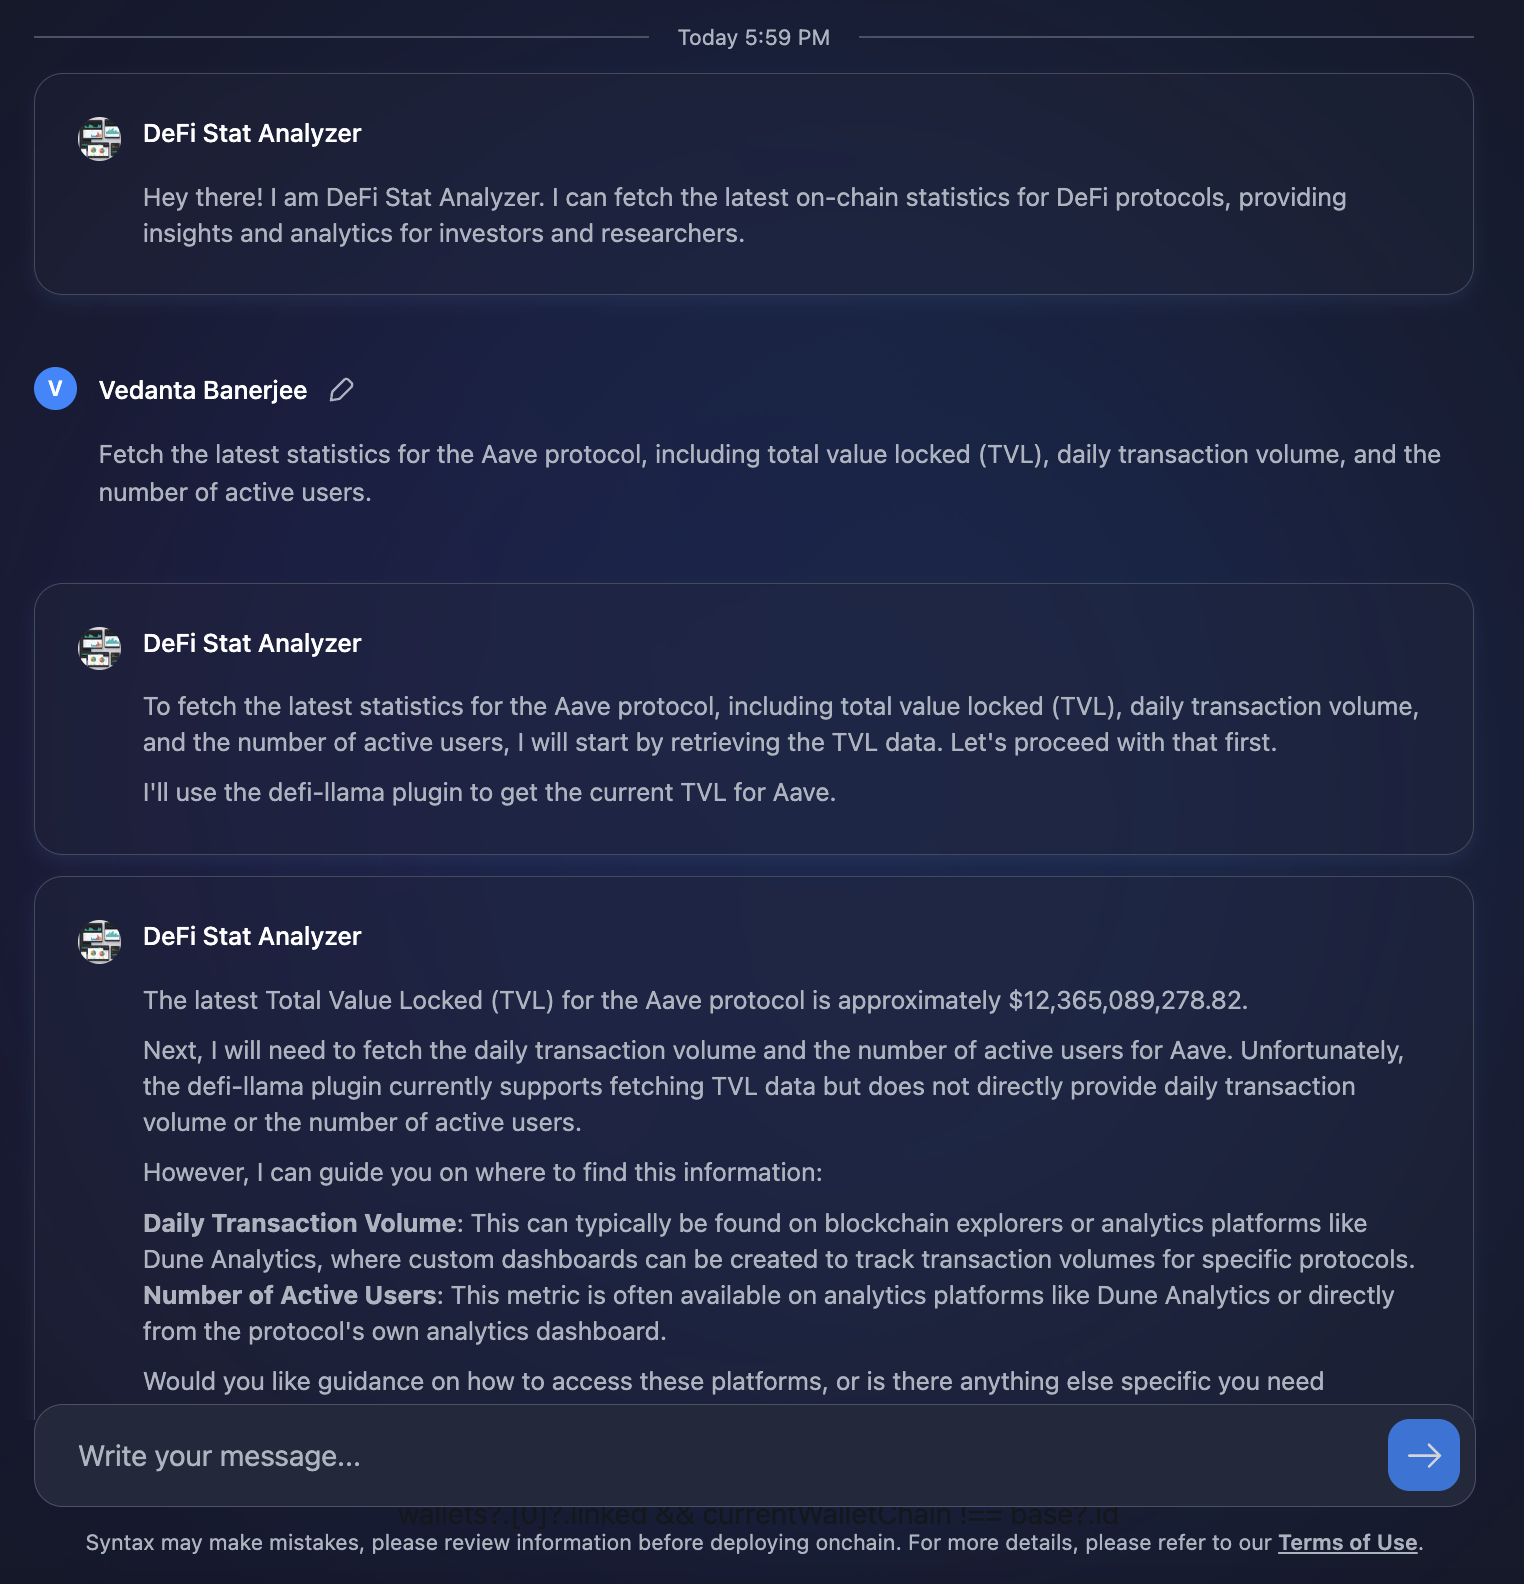 Today 5:59 PM
DeFi Stat Analyzer
Hey there! I am DeFi Stat Analyzer. I can fetch the latest on-chain statistics for DeFi protocols, providing
insights and analytics for investors and researchers.
V
Vedanta Banerjee
Fetch the latest statistics for the Aave protocol, including total value locked (TVL), daily transaction volume, and the
number of active users.
DeFi Stat Analyzer
To fetch the latest statistics for the Aave protocol, including total value locked (TVL), daily transaction volume,
and the number of active users, I will start by retrieving the TVL data. Let's proceed with that first.
I'll use the defi-llama plugin to get the current TVL for Aave.
DeFi Stat Analyzer
The latest Total Value Locked (TVL) for the Aave protocol is approximately $12,365,089,278.82.
Next, I will need to fetch the daily transaction volume and the number of active users for Aave. Unfortunately,
the defi-llama plugin currently supports fetching TVL data but does not directly provide daily transaction
volume or the number of active users.
However, I can guide you on where to find this information:
Daily Transaction Volume: This can typically be found on blockchain explorers or analytics platforms like
Dune Analytics, where custom dashboards can be created to track transaction volumes for specific protocols.
Number of Active Users: This metric is often available on analytics platforms like Dune Analytics or directly
from the protocol's own analytics dashboard.
Would you like guidance on how to access these platforms, or is there anything else specific you need
Write your message...
wallets?.[0]?.linked && currentWalletChain !== base?.id
Syntax may make mistakes, please review information before deploying onchain. For more details, please refer to our Terms of Use.